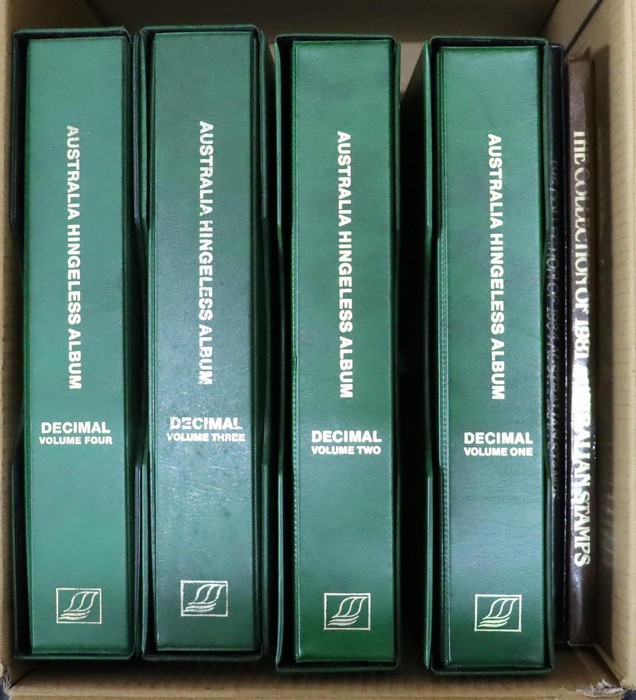 AUSTRALIA HINGELESS ALBUM
DECIMAL
VOLUME FOUR
AUSTRALIA HINGELESS ALBUM
DECIMAL
VOLUME THREE
AUSTRALIA HINGELESS ALBUM
DECIMAL
VOLUME TWO
AUSTRALIA HINGELESS ALBUM
DECIMAL
VOLUME ONE
THE COLLECTION OF 1981 AUSTRALIAN STAMPS